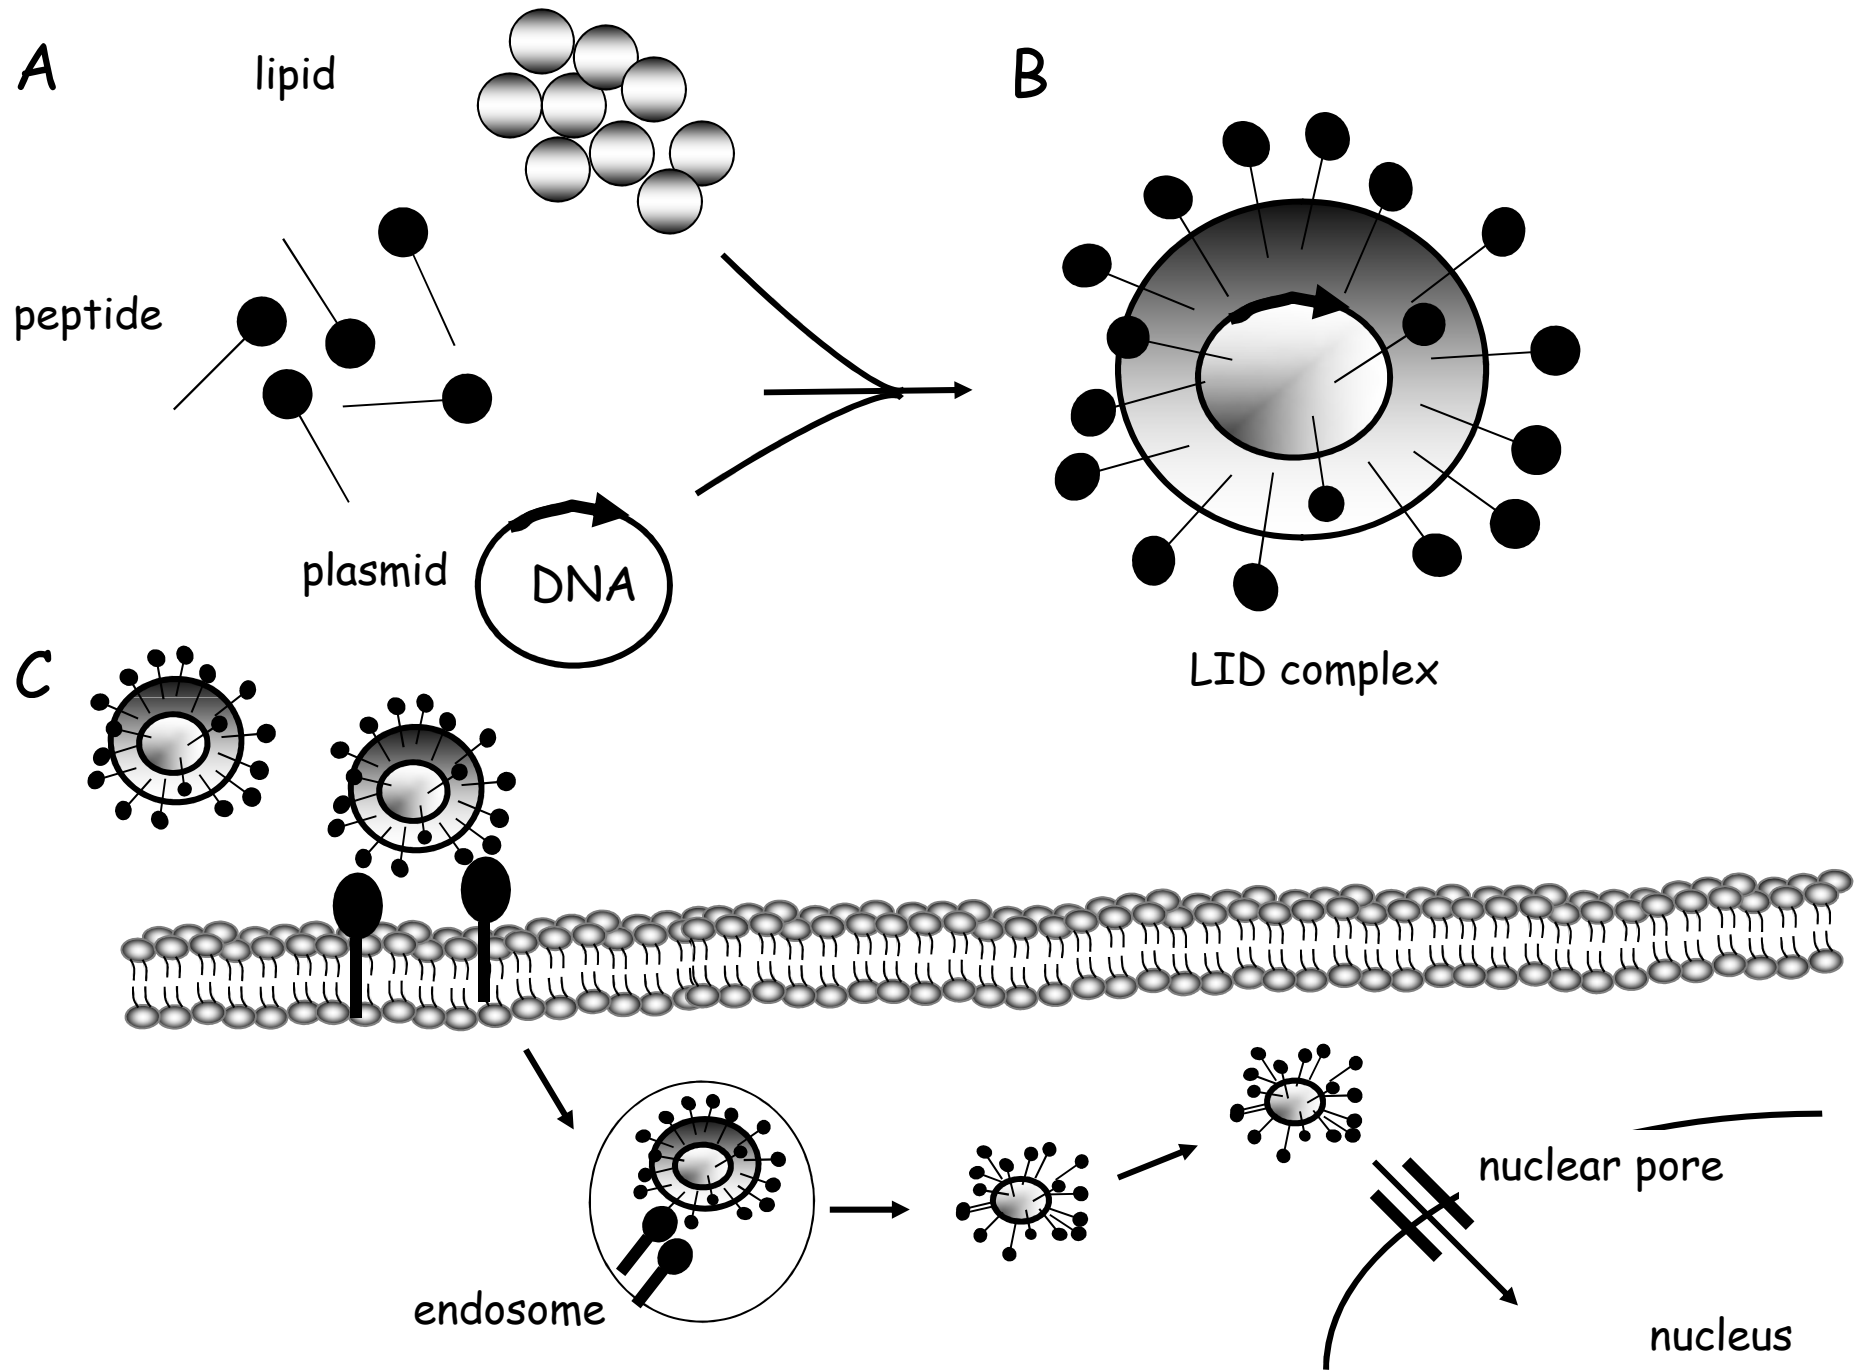 A
lipid
B
peptide
plasmid
DNA
C
LID complex
nuclear pore
endosome
nucleus